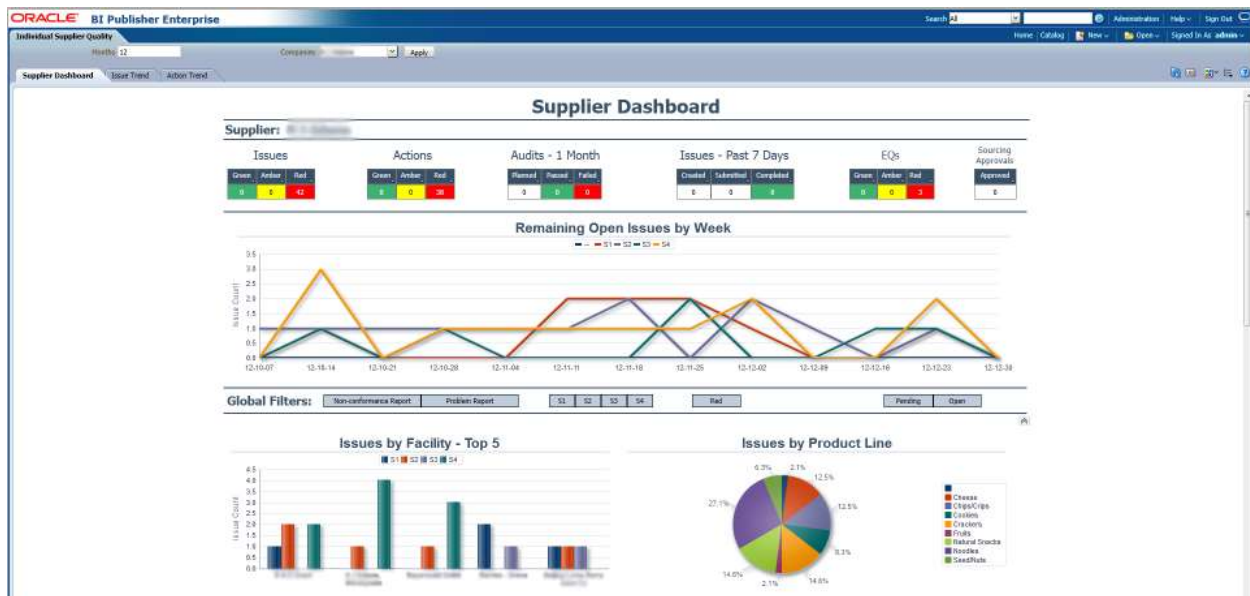 ORACLE BI Publisher Enterprise Search All Administration Help Sign Out
Individual Supplier Quality Home Catalog New Open Signed In As admin
Months 12 Companies Apply
Supplier Dashboard Issue Trend Action Trend
Supplier Dashboard
Supplier:
Issues Actions Audits - 1 Month Issues - Past 7 Days EQs Sourcing Approvals
Green Amber Red Green Amber Red Planned Passed Failed Created Submitted Completed Green Amber Red Approved
0 0 42 0 0 38 0 0 0 0 0 0 0 0 3 0
Remaining Open Issues by Week
-- S1 S2 S3 S4
Issue Count
3.5
3.0
2.5
2.0
1.5
1.0
0.5
0.0
12-10-07 12-10-14 12-10-21 12-10-28 12-11-04 12-11-11 12-11-18 12-11-25 12-12-02 12-12-09 12-12-16 12-12-23 12-12-30
Global Filters: Non-conformance Report Problem Report S1 S2 S3 S4 Red Pending Open
Issues by Facility - Top 5
S1 S2 S3 S4
Issue Count
4.5
4.0
3.5
3.0
2.5
2.0
1.5
1.0
0.5
0.0
Issues by Product Line
6.3% 2.1%
12.5%
27.1%
12.5%
8.3%
14.6%
2.1%
14.6%
Cheese
Chips/Crips
Cookies
Crackers
Fruits
Natural Snacks
Noodles
Seed/Nuts